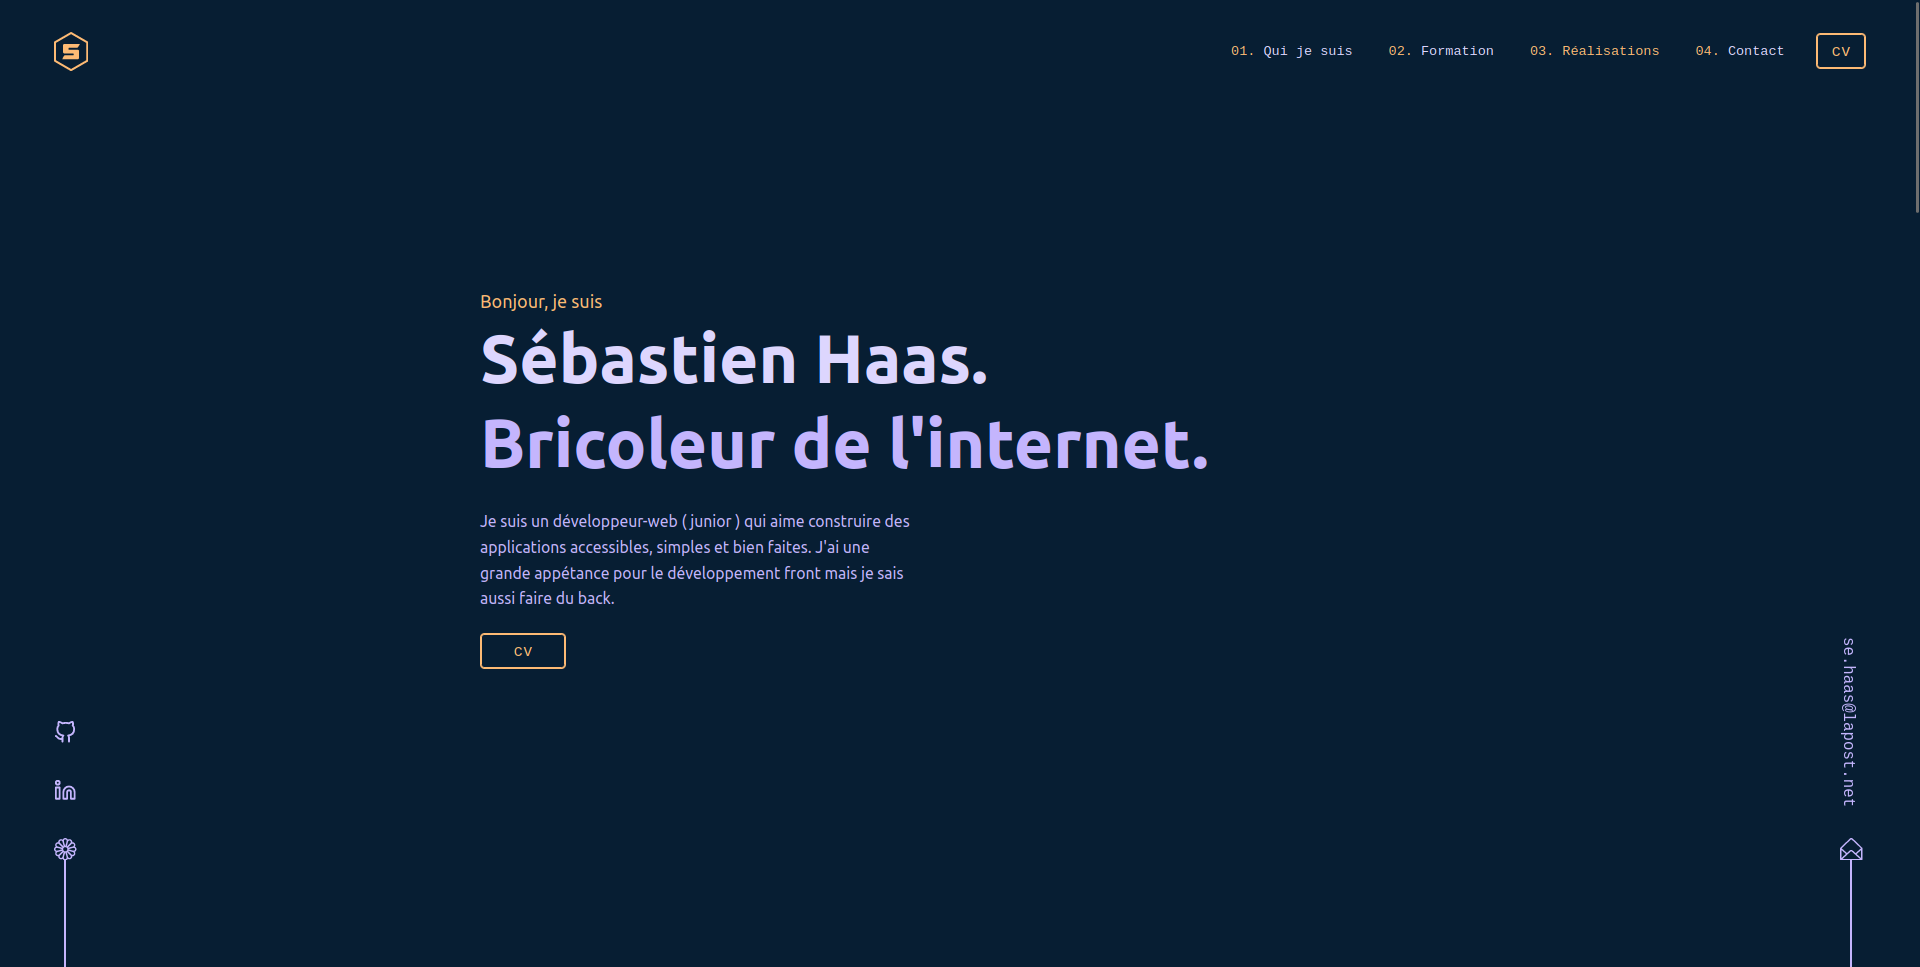 S
01. Qui je suis
02. Formation
03. Réalisations
04. Contact
CV
Bonjour, je suis
Sébastien Haas.
Bricoleur de l'internet.
Je suis un développeur-web ( junior ) qui aime construire des
applications accessibles, simples et bien faites. J'ai une
grande appétance pour le développement front mais je sais
aussi faire du back.
CV
in
se.haas@lapost.net